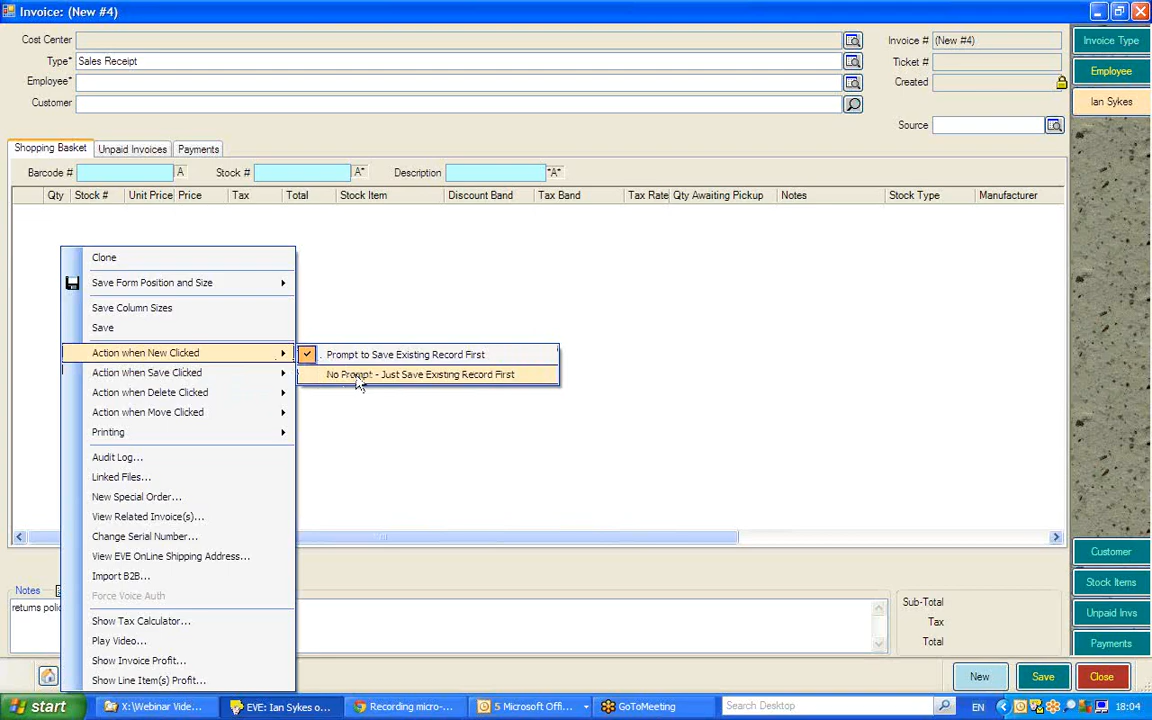 Invoice: (New #4)
Cost Center
Invoice # (New #4)
Invoice Type
Type* Sales Receipt
Ticket #
Employee*
Created
Employee
Customer
Ian Sykes
Source
Shopping Basket Unpaid Invoices Payments
Barcode # A Stock # A* Description *A*
Qty Stock # Unit Price Price Tax Total Stock Item Discount Band Tax Band Tax Rate Qty Awaiting Pickup Notes Stock Type Manufacturer
Clone
Save Form Position and Size
Save Column Sizes
Save
Action when New Clicked
Prompt to Save Existing Record First
No Prompt - Just Save Existing Record First
Action when Save Clicked
Action when Delete Clicked
Action when Move Clicked
Printing
Audit Log...
Linked Files...
New Special Order...
View Related Invoice(s)...
Change Serial Number...
View EVE OnLine Shipping Address...
Import B2B...
Force Voice Auth
Show Tax Calculator...
Play Video...
Show Invoice Profit...
Show Line Item(s) Profit...
Notes
returns poli
Sub-Total
Tax
Total
Customer
Stock Items
Unpaid Invs
Payments
New Save Close
start X:\Webinar Vide... EVE: Ian Sykes o... Recording micro-... 5 Microsoft Offi... GoToMeeting Search Desktop EN 18:04